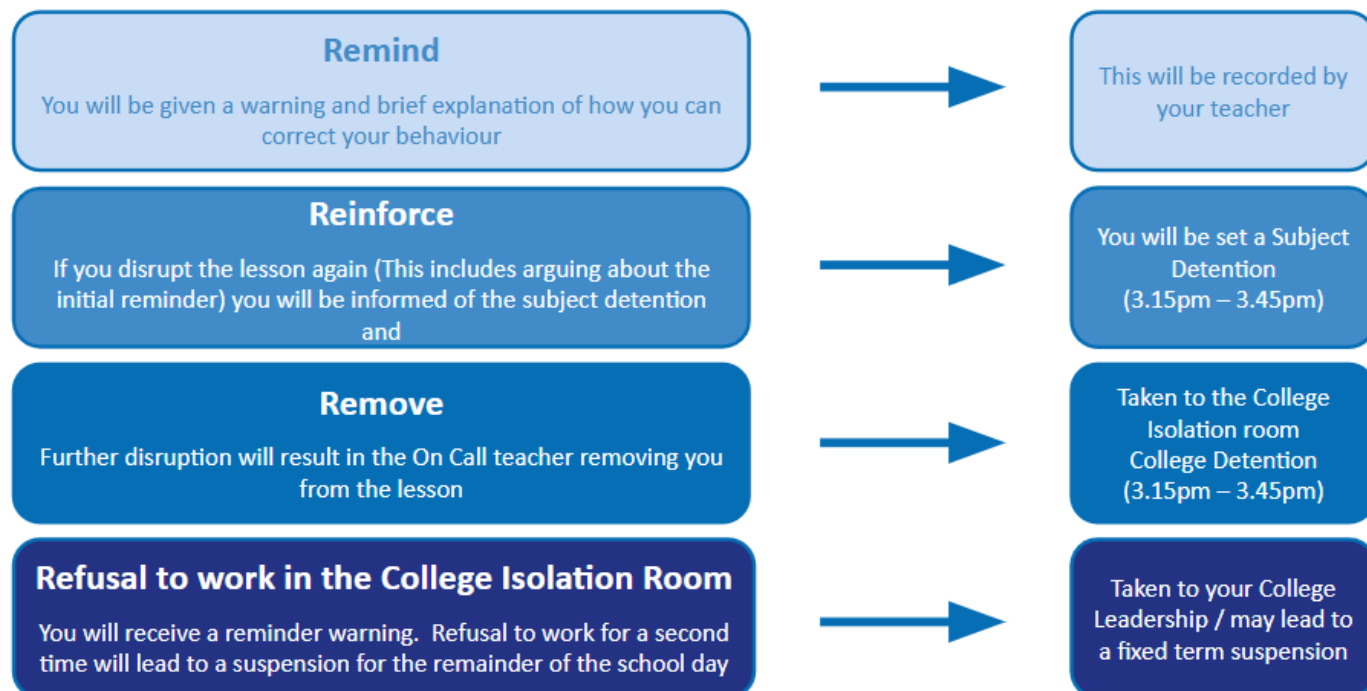 Remind
You will be given a warning and brief explanation of how you can
correct your behaviour
This will be recorded by
your teacher
Reinforce
If you disrupt the lesson again (This includes arguing about the
initial reminder) you will be informed of the subject detention
and
You will be set a Subject
Detention
(3.15pm – 3.45pm)
Remove
Further disruption will result in the On Call teacher removing you
from the lesson
Taken to the College
Isolation room
College Detention
(3.15pm – 3.45pm)
Refusal to work in the College Isolation Room
You will receive a reminder warning.  Refusal to work for a second
time will lead to a suspension for the remainder of the school day
Taken to your College
Leadership / may lead to
a fixed term suspension